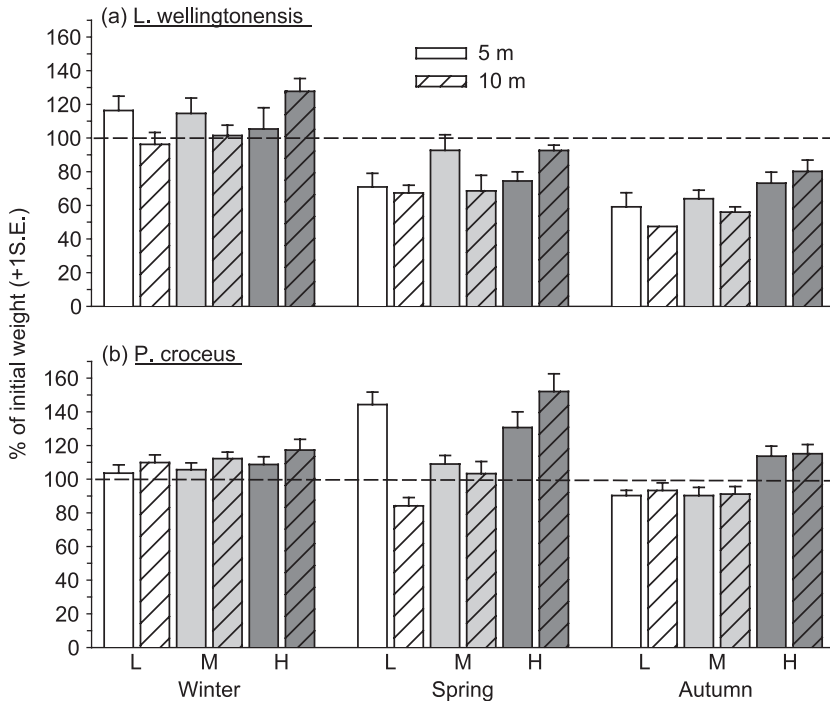 (a) L. wellingtonensis
5 m
10 m
160
140
120
100
80
60
40
20
0
% of initial weight (+1S.E.)
(b) P. croceus
160
140
120
100
80
60
40
20
0
L M H L M H L M H
Winter Spring Autumn